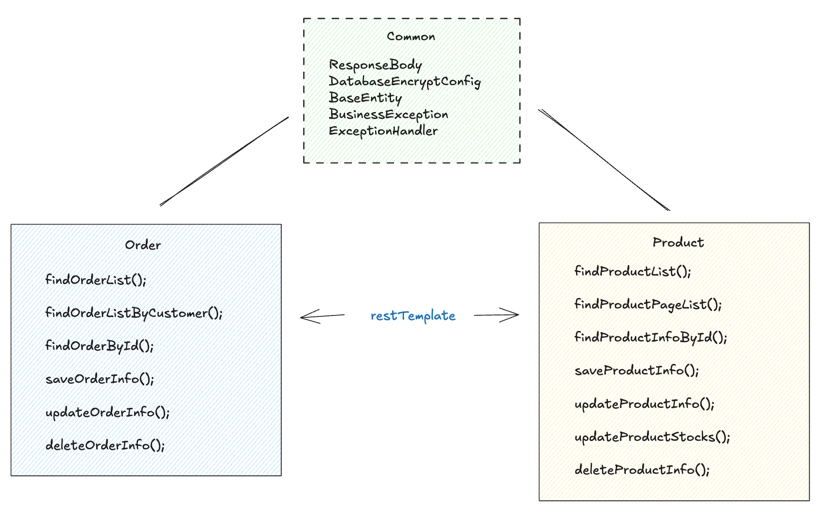 Common
ResponseBody
DatabaseEncryptConfig
BaseEntity
BusinessException
ExceptionHandler
Order
findOrderList();
findOrderListByCustomer();
findOrderById();
saveOrderInfo();
updateOrderInfo();
deleteOrderInfo();
restTemplate
Product
findProductList();
findProductPageList();
findProductInfoById();
saveProductInfo();
updateProductInfo();
updateProductStocks();
deleteProductInfo();